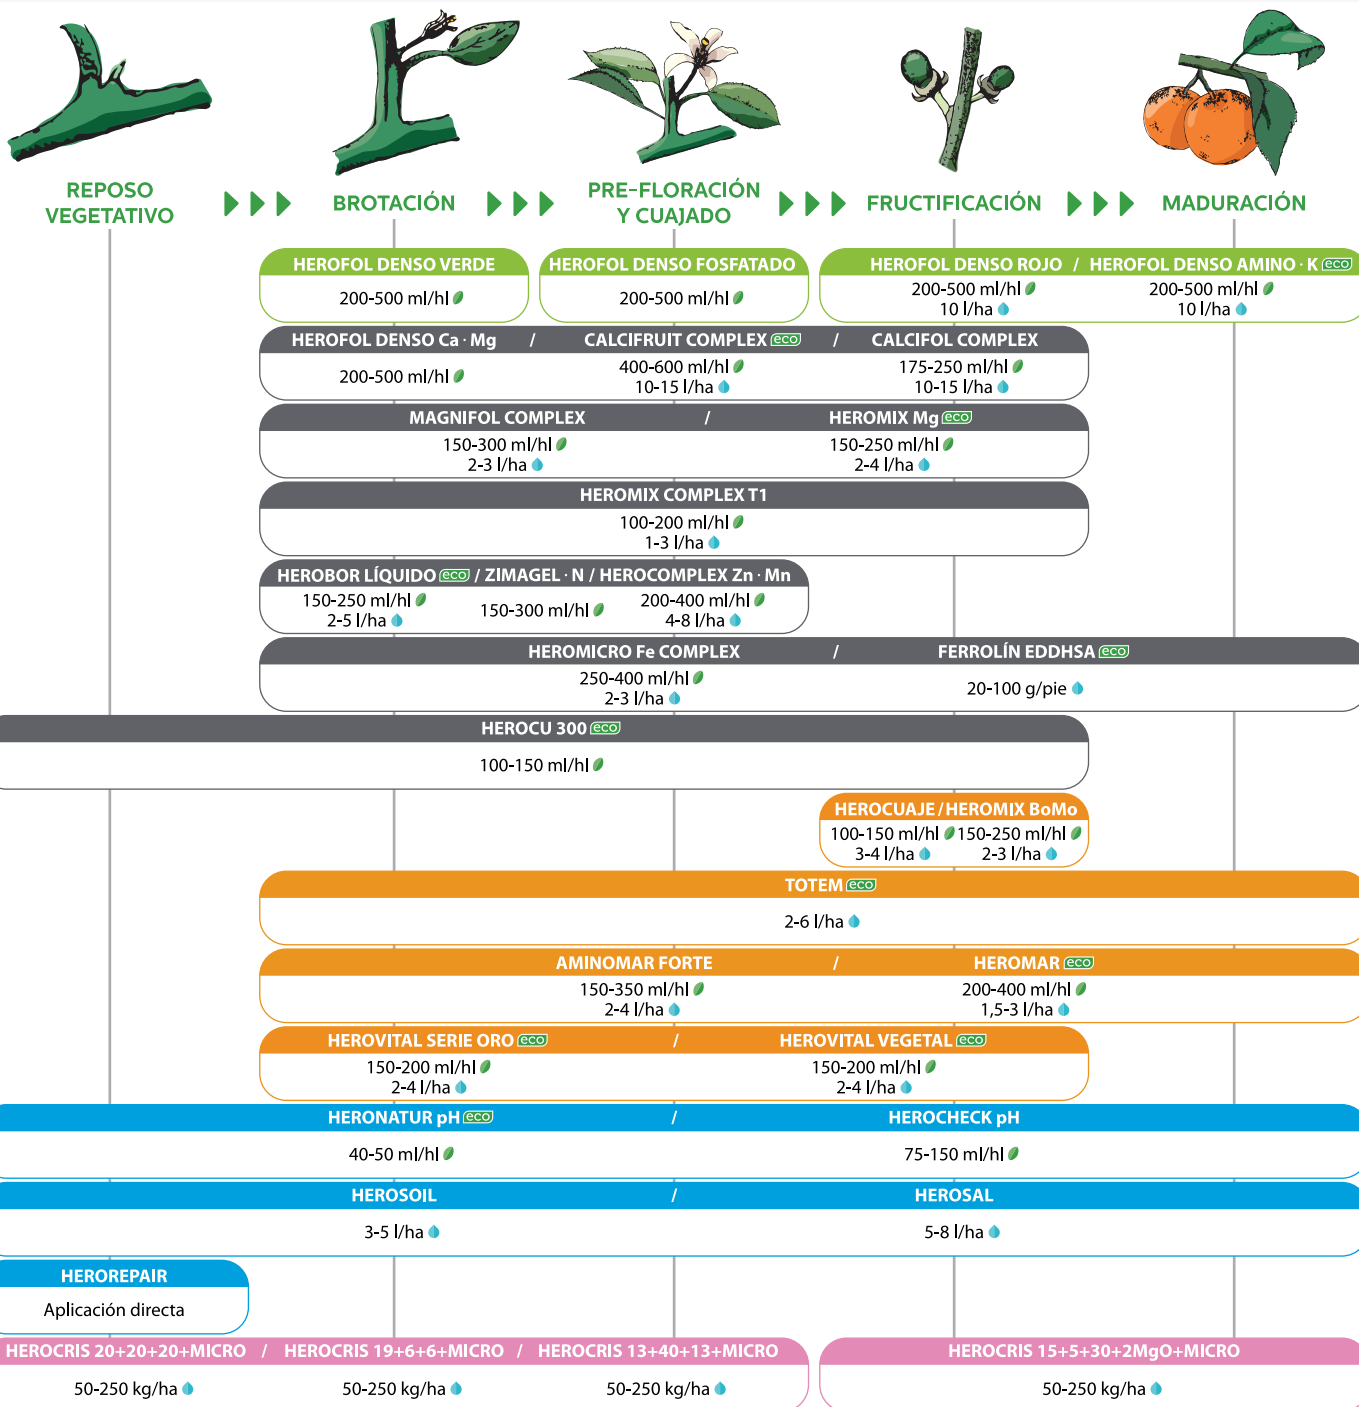 REPOSO
VEGETATIVO
BROTACIÓN
PRE-FLORACIÓN
Y CUAJADO
FRUCTIFICACIÓN
MADURACIÓN
HEROFOL DENSO VERDE
200-500 ml/hl
HEROFOL DENSO FOSFATADO
200-500 ml/hl
HEROFOL DENSO ROJO / HEROFOL DENSO AMINO · K eco
200-500 ml/hl 200-500 ml/hl
10 l/ha 10 l/ha
HEROFOL DENSO Ca · Mg / CALCIFRUIT COMPLEX eco / CALCIFOL COMPLEX
200-500 ml/hl 400-600 ml/hl 175-250 ml/hl
10-15 l/ha 10-15 l/ha
MAGNIFOL COMPLEX / HEROMIX Mg eco
150-300 ml/hl 150-250 ml/hl
2-3 l/ha 2-4 l/ha
HEROMIX COMPLEX T1
100-200 ml/hl
1-3 l/ha
HEROBOR LÍQUIDO eco / ZIMAGEL · N / HEROCOMPLEX Zn · Mn
150-250 ml/hl 150-300 ml/hl 200-400 ml/hl
2-5 l/ha 4-8 l/ha
HEROMICRO Fe COMPLEX / FERROLÍN EDDHSA eco
250-400 ml/hl 20-100 g/pie
2-3 l/ha
HEROCU 300 eco
100-150 ml/hl
HEROCUAJE / HEROMIX BoMo
100-150 ml/hl 150-250 ml/hl
3-4 l/ha 2-3 l/ha
TOTEM eco
2-6 l/ha
AMINOMAR FORTE / HEROMAR eco
150-350 ml/hl 200-400 ml/hl
2-4 l/ha 1,5-3 l/ha
HEROVITAL SERIE ORO eco / HEROVITAL VEGETAL eco
150-200 ml/hl 150-200 ml/hl
2-4 l/ha 2-4 l/ha
HERONATUR pH eco / HEROCHECK pH
40-50 ml/hl 75-150 ml/hl
HEROSOIL / HEROSAL
3-5 l/ha 5-8 l/ha
HEROREPAIR
Aplicación directa
HEROCRIS 20+20+20+MICRO / HEROCRIS 19+6+6+MICRO / HEROCRIS 13+40+13+MICRO
50-250 kg/ha 50-250 kg/ha 50-250 kg/ha
HEROCRIS 15+5+30+2MgO+MICRO
50-250 kg/ha